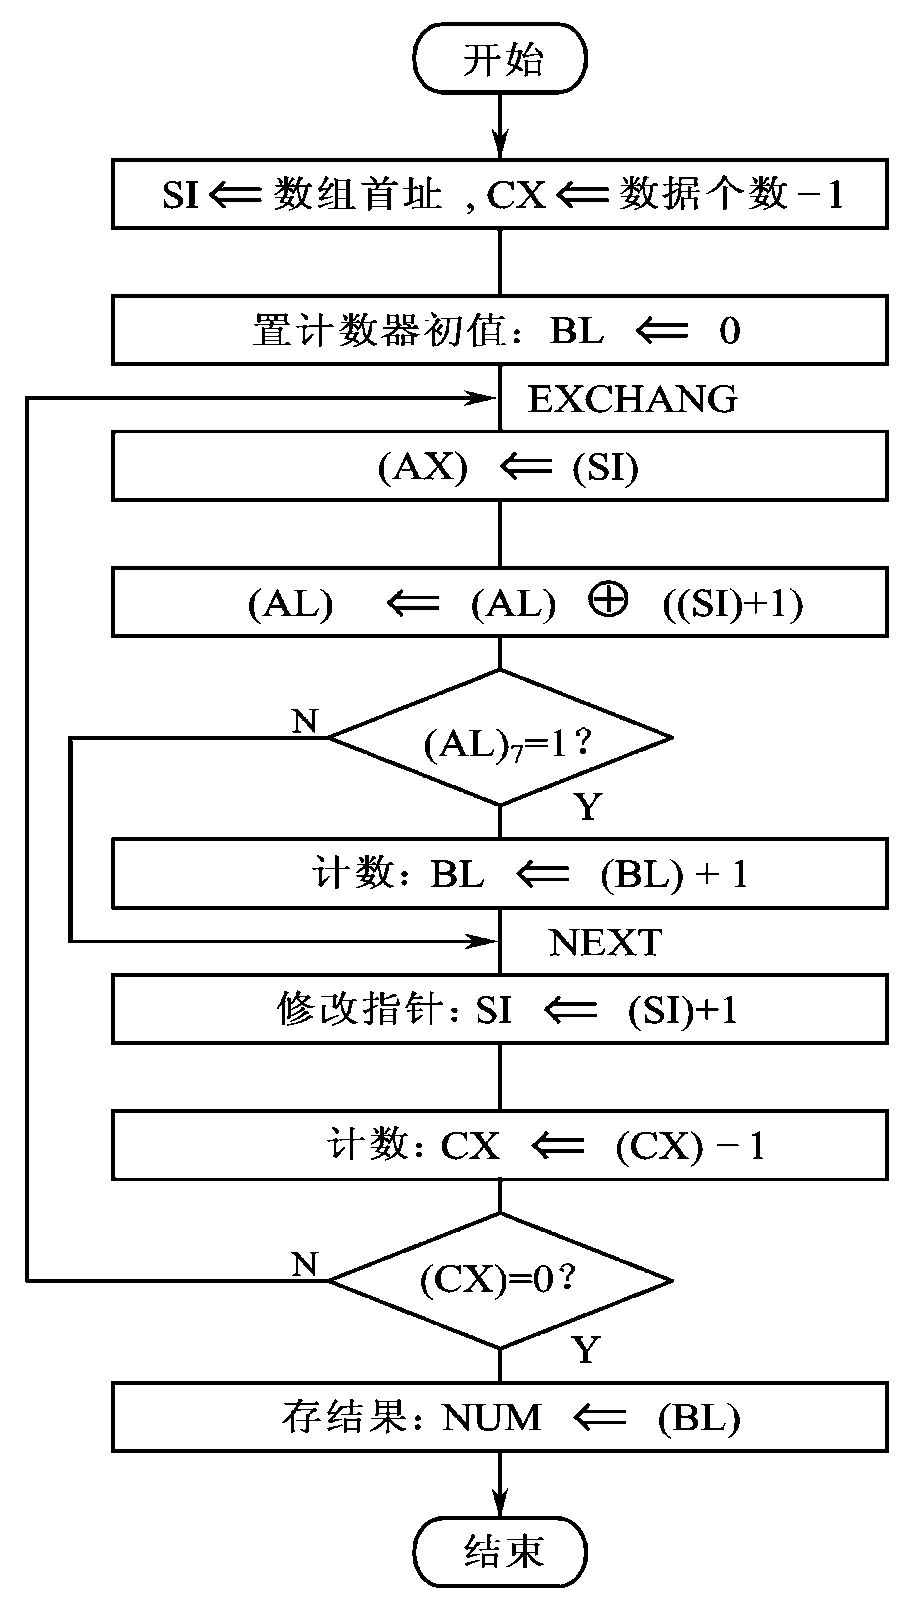 开始
SI⇐数组首址,CX⇐数据个数-1
置计数器初值: BL ⇐ 0
EXCHANG
(AX) ⇐ (SI)
(AL) ⇐ (AL) ⊕ ((SI)+1)
N
(AL)₇=1?
Y
计数: BL ⇐ (BL)+1
NEXT
修改指针: SI ⇐ (SI)+1
计数: CX ⇐ (CX)-1
N
(CX)=0?
Y
存结果: NUM ⇐ (BL)
结束